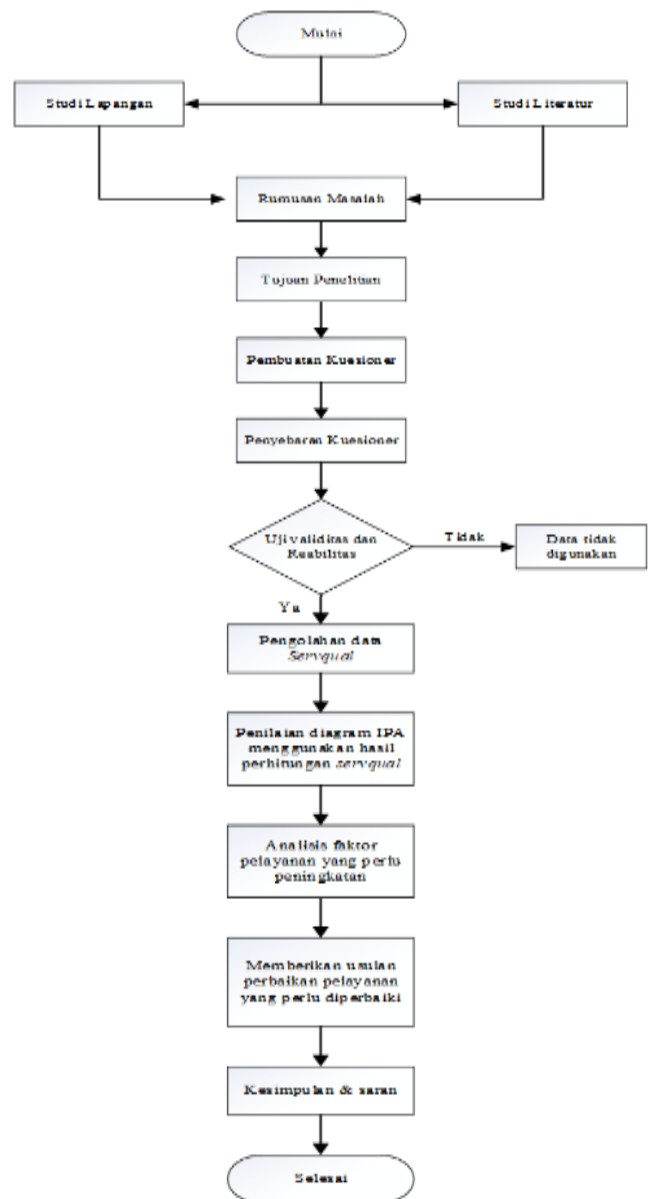 Mulai
Studi Lapangan
Studi Literatur
Rumusan Masalah
Tujuan Penelitian
Pembuatan Kuesioner
Penyebaran Kuesioner
Uji validitas dan
Reabilitas
Tidak
Data tidak
digunakan
Ya
Pengolahan data
Servqual
Penilaian diagram IPA
menggunakan hasil
perhitungan servqual
Analisis faktor
pelayanan yang perlu
peningkatan
Memberikan usulan
perbaikan pelayanan
yang perlu diperbaiki
Kesimpulan & saran
Selesai